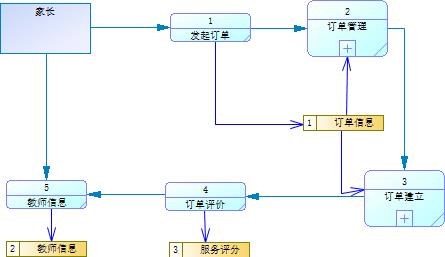 家长
1
发起订单
2
订单管理
1 订单信息
3
订单建立
4
订单评价
5
教师信息
2 教师信息
3 服务评分